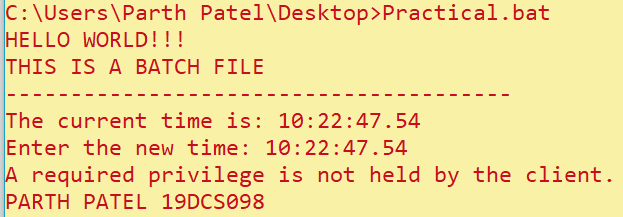 C:\Users\Parth Patel\Desktop>Practical.bat
HELLO WORLD!!!
THIS IS A BATCH FILE
---------------------------------------
The current time is: 10:22:47.54
Enter the new time: 10:22:47.54
A required privilege is not held by the client.
PARTH PATEL 19DCS098